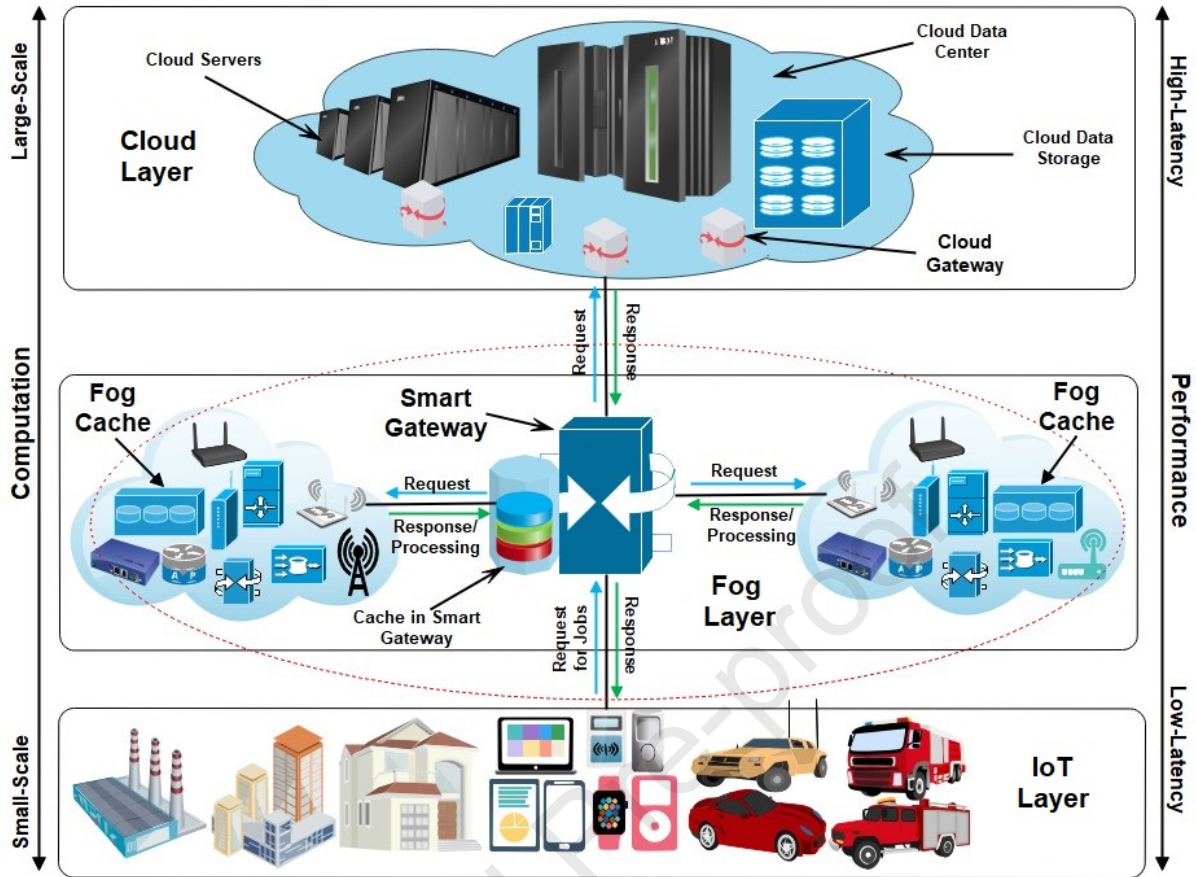 Large-Scale
Computation
Small-Scale
High-Latency
Performance
Low-Latency
Cloud Servers
Cloud
Layer
Cloud Data
Center
Cloud Data
Storage
Cloud
Gateway
Request
Response
Fog
Cache
Smart
Gateway
Fog
Cache
Request
Response/
Processing
Request
Response/
Processing
A P
A P
Cache in Smart
Gateway
Fog
Layer
Request
for Jobs
Response
IoT
Layer